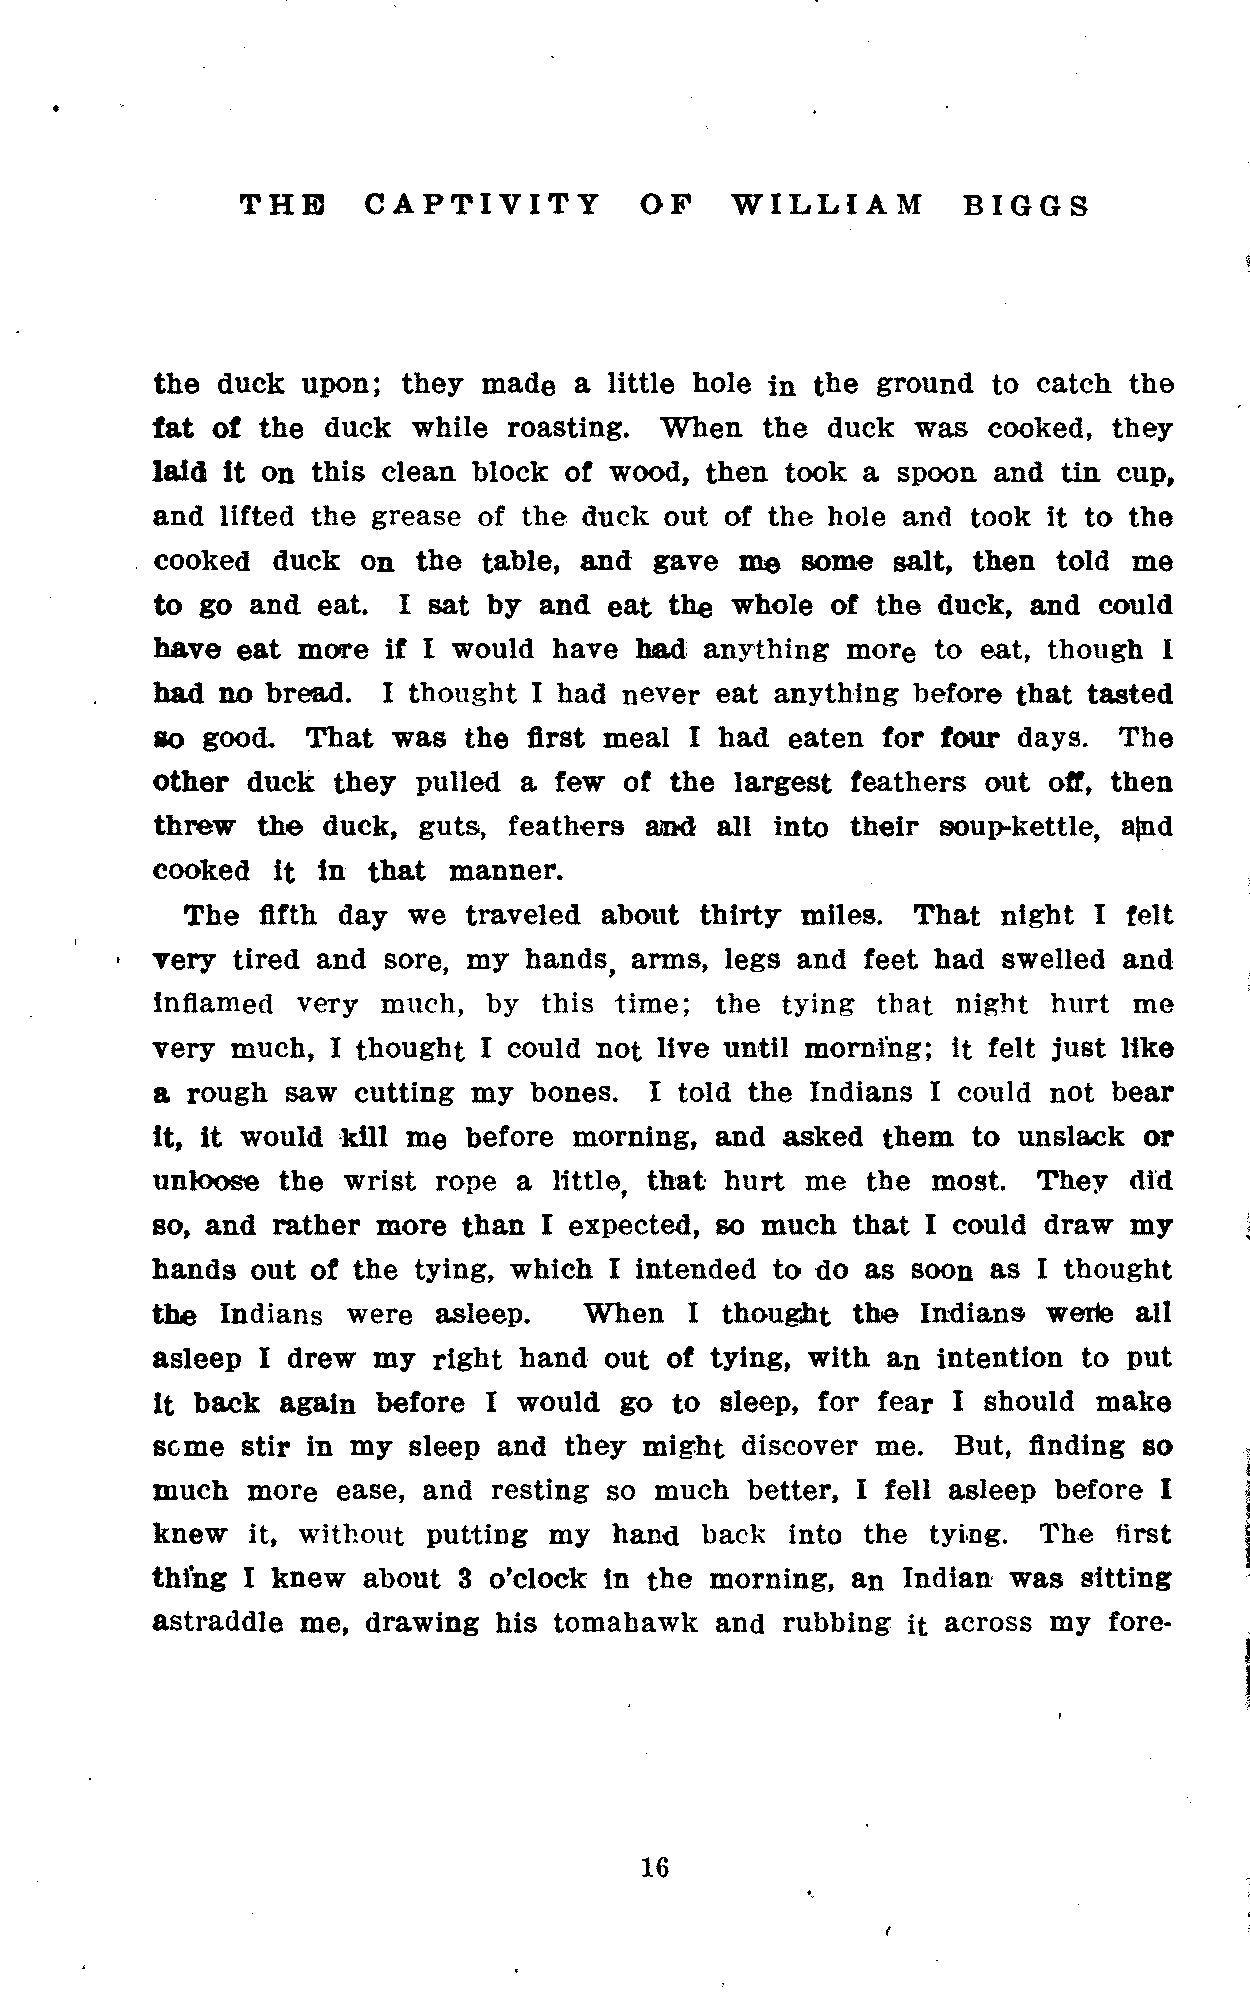 THE CAPTIVITY OF WILLIAM BIGGS
the duck upon; they made a little hole in the ground to catch the
fat of the duck while roasting. When the duck was cooked, they
laid it on this clean block of wood, then took a spoon and tin cup,
and lifted the grease of the duck out of the hole and took it to the
cooked duck on the table, and gave me some salt, then told me
to go and eat. I sat by and eat the whole of the duck, and could
have eat more if I would have had anything more to eat, though I
had no bread. I thought I had never eat anything before that tasted
so good. That was the first meal I had eaten for four days. The
other duck they pulled a few of the largest feathers out off, then
threw the duck, guts, feathers and all into their soup-kettle, and
cooked it in that manner.
The fifth day we traveled about thirty miles. That night I felt
very tired and sore, my hands, arms, legs and feet had swelled and
inflamed very much, by this time; the tying that night hurt me
very much, I thought I could not live until morning; it felt just like
a rough saw cutting my bones. I told the Indians I could not bear
it, it would kill me before morning, and asked them to unslack or
unloose the wrist rope a little, that hurt me the most. They did
so, and rather more than I expected, so much that I could draw my
hands out of the tying, which I intended to do as soon as I thought
the Indians were asleep. When I thought the Indians were all
asleep I drew my right hand out of tying, with an intention to put
it back again before I would go to sleep, for fear I should make
some stir in my sleep and they might discover me. But, finding so
much more ease, and resting so much better, I fell asleep before I
knew it, without putting my hand back into the tying. The first
thing I knew about 3 o'clock in the morning, an Indian was sitting
astraddle me, drawing his tomahawk and rubbing it across my fore-
16